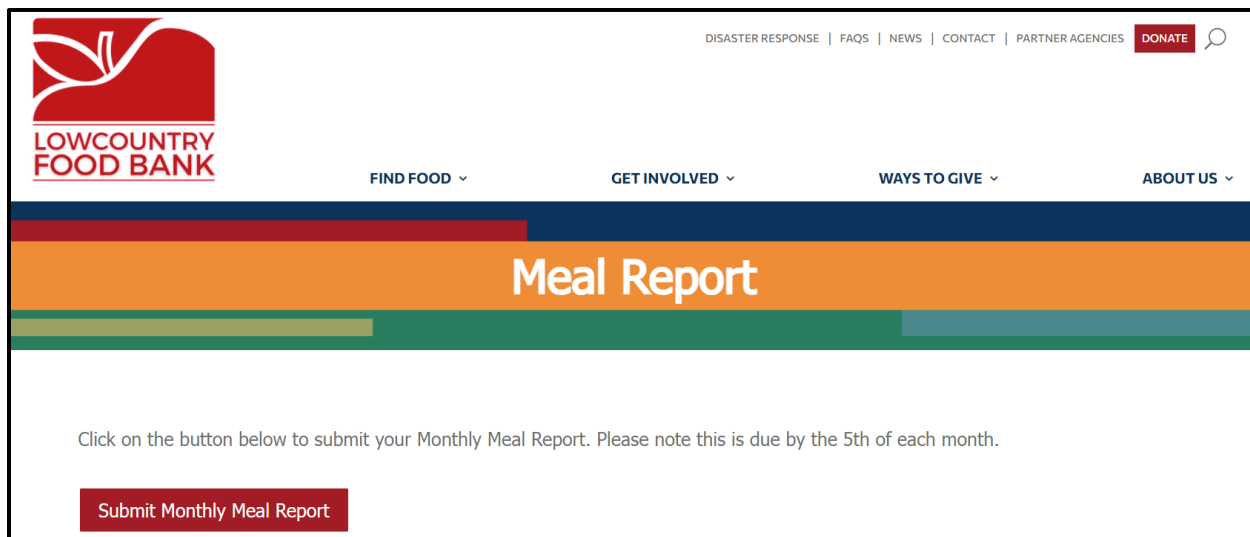 LOWCOUNTRY
FOOD BANK
DISASTER RESPONSE | FAQS | NEWS | CONTACT | PARTNER AGENCIES DONATE
FIND FOOD GET INVOLVED WAYS TO GIVE ABOUT US
Meal Report
Click on the button below to submit your Monthly Meal Report. Please note this is due by the 5th of each month.
Submit Monthly Meal Report